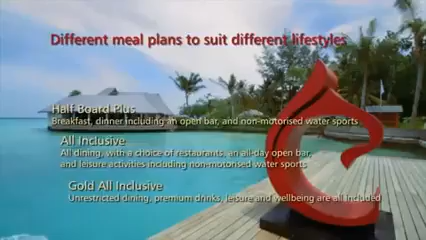 Different meal plans to suit different lifestyles
Half Board Plus
Breakfast, dinner including an open bar, and non-motorised water sports
All Inclusive
All dining, with a choice of restaurants, an all-day open bar,
and leisure activities including non-motorised water sports
Gold All Inclusive
Unrestricted dining, premium drinks, leisure and wellbeing are all included